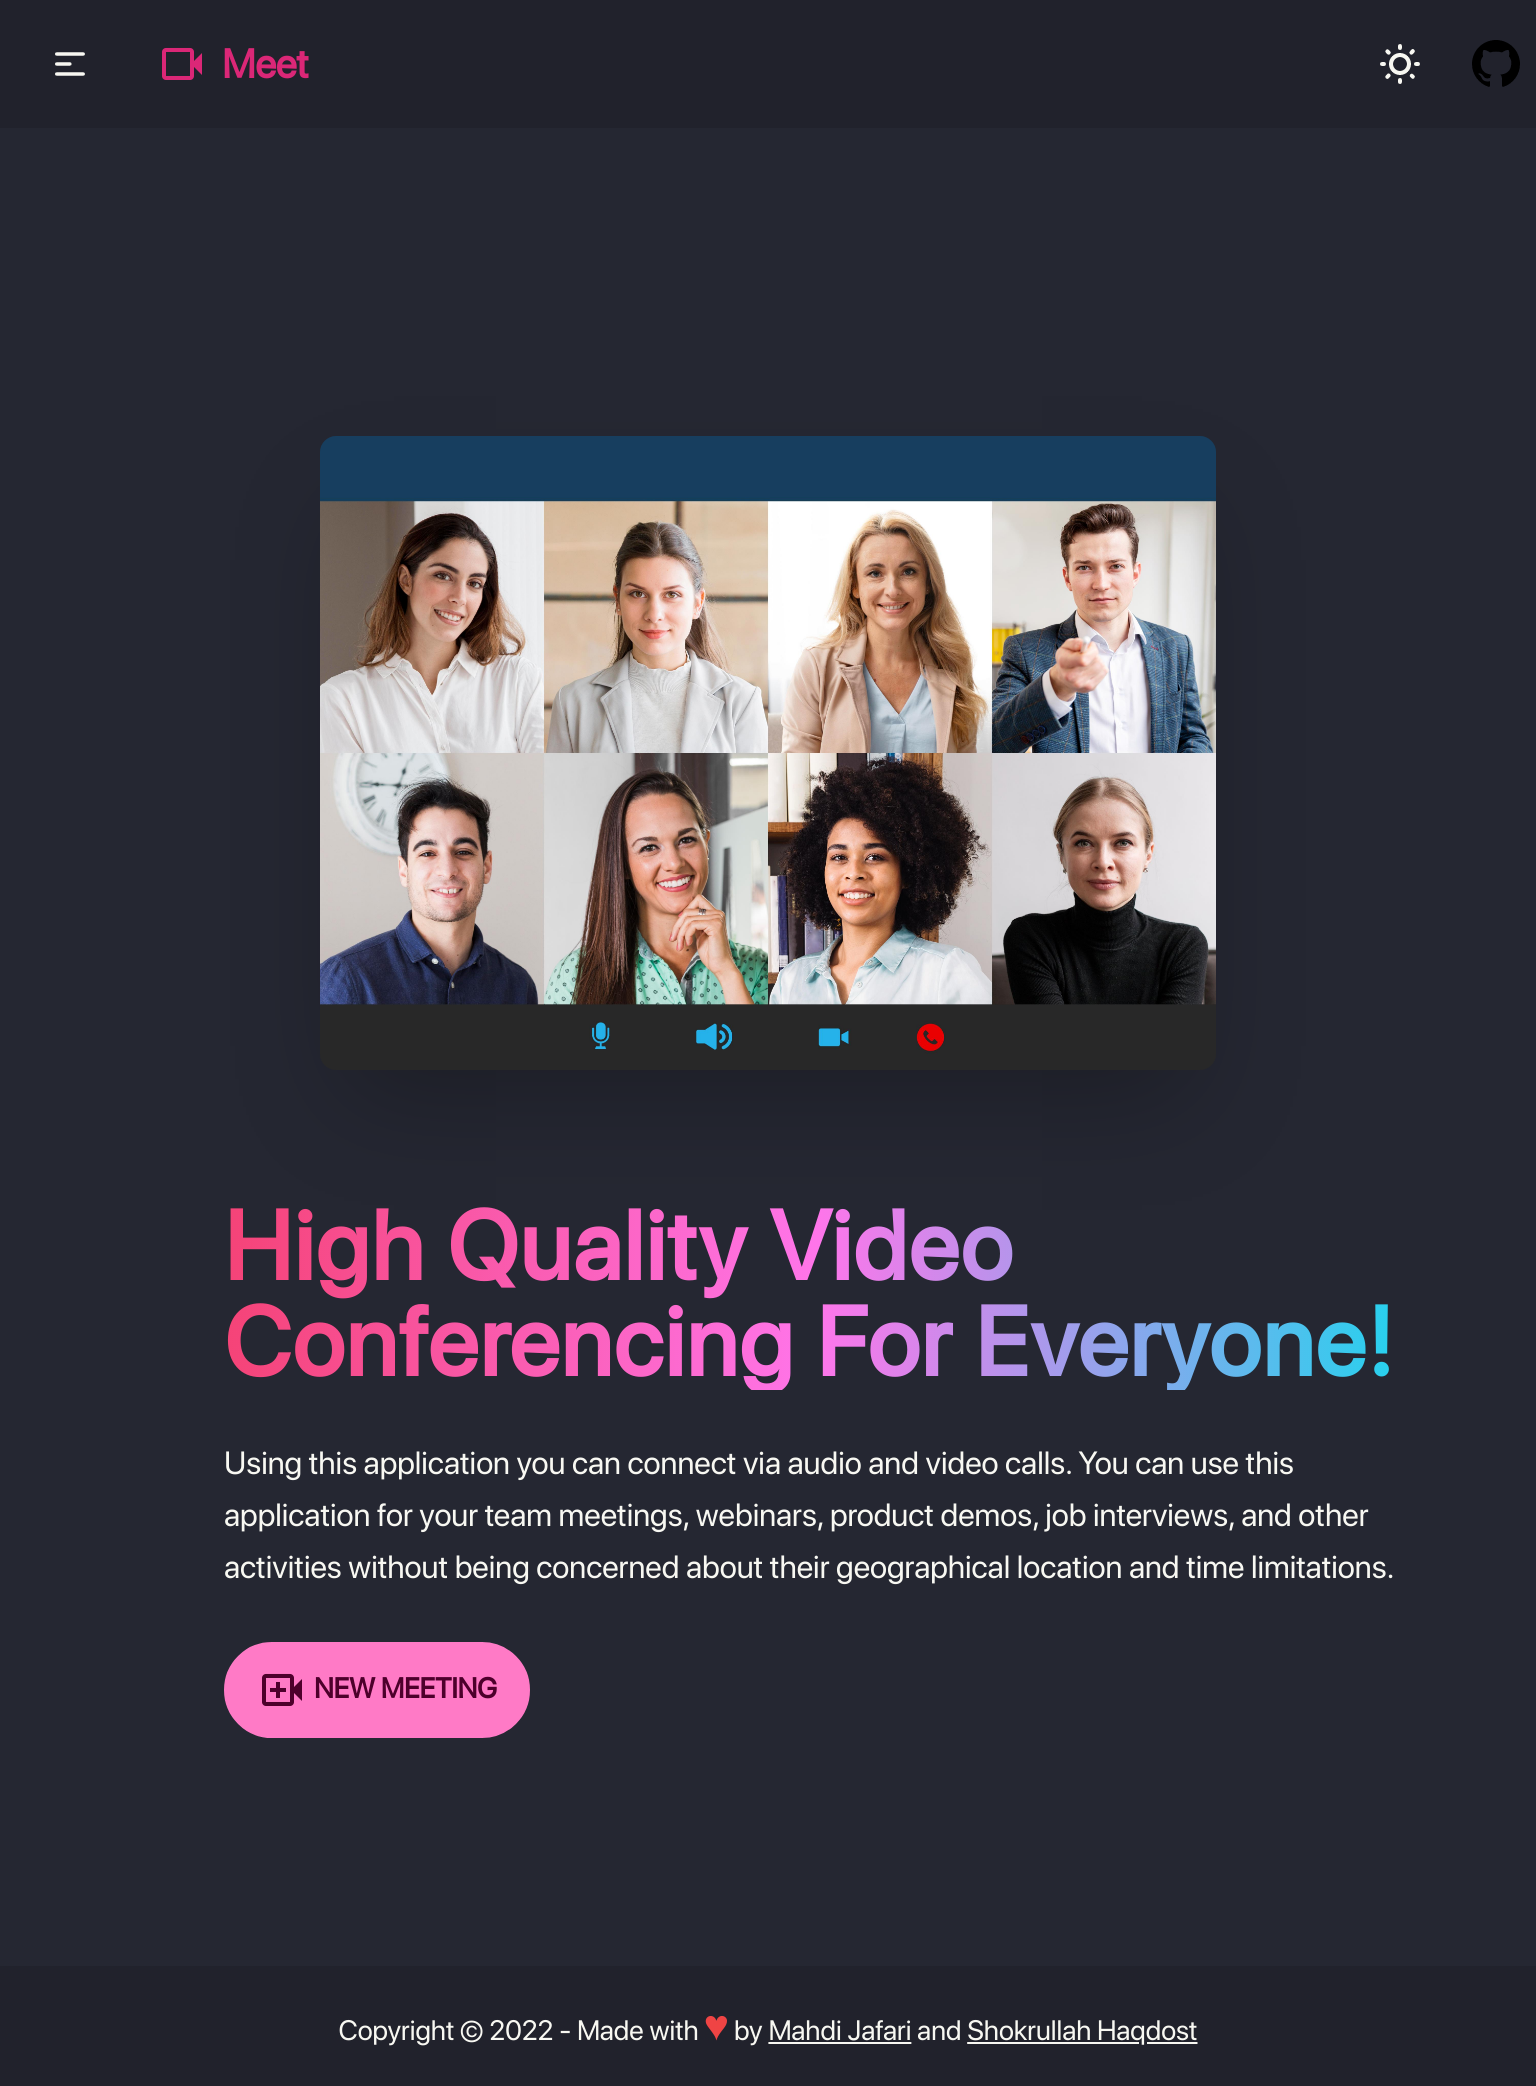 Meet
High Quality Video
Conferencing For Everyone!
Using this application you can connect via audio and video calls. You can use this
application for your team meetings, webinars, product demos, job interviews, and other
activities without being concerned about their geographical location and time limitations.
NEW MEETING
Copyright © 2022 - Made with ♥ by Mahdi Jafari and Shokrullah Haqdost